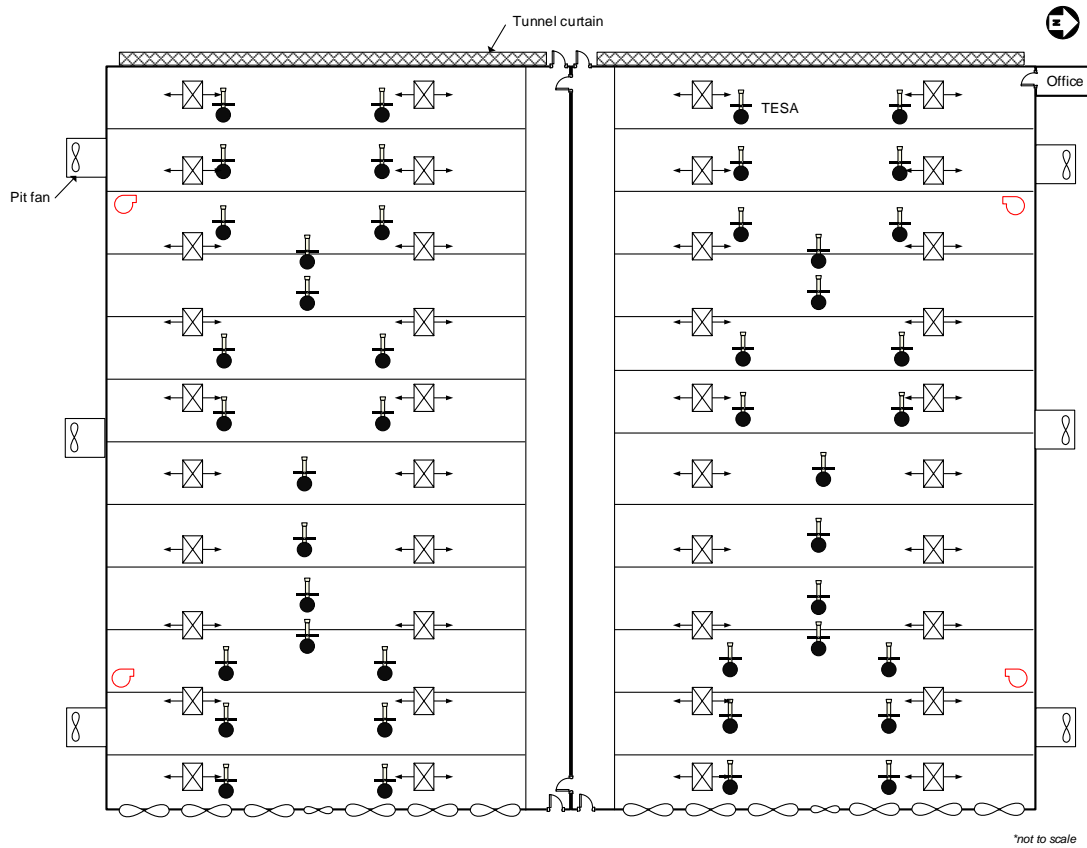 Tunnel curtain
N
Office
TESA
Pit fan
*not to scale